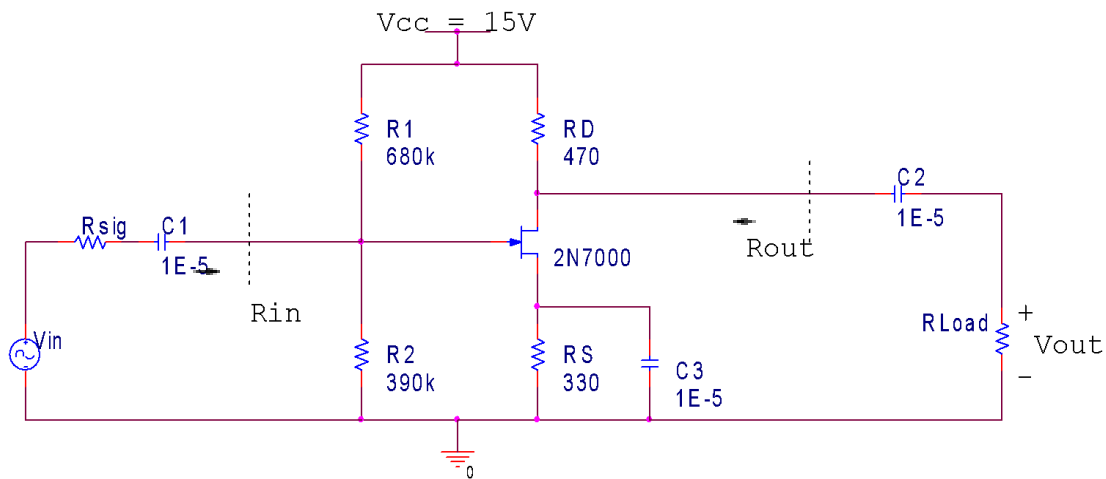 Vcc = 15V
R1
680k
RD
470
Rsig
C1
1E-5
C2
1E-5
2N7000
Rout
Rin
Vin
R2
390k
RS
330
C3
1E-5
RLoad
+
Vout
-
0